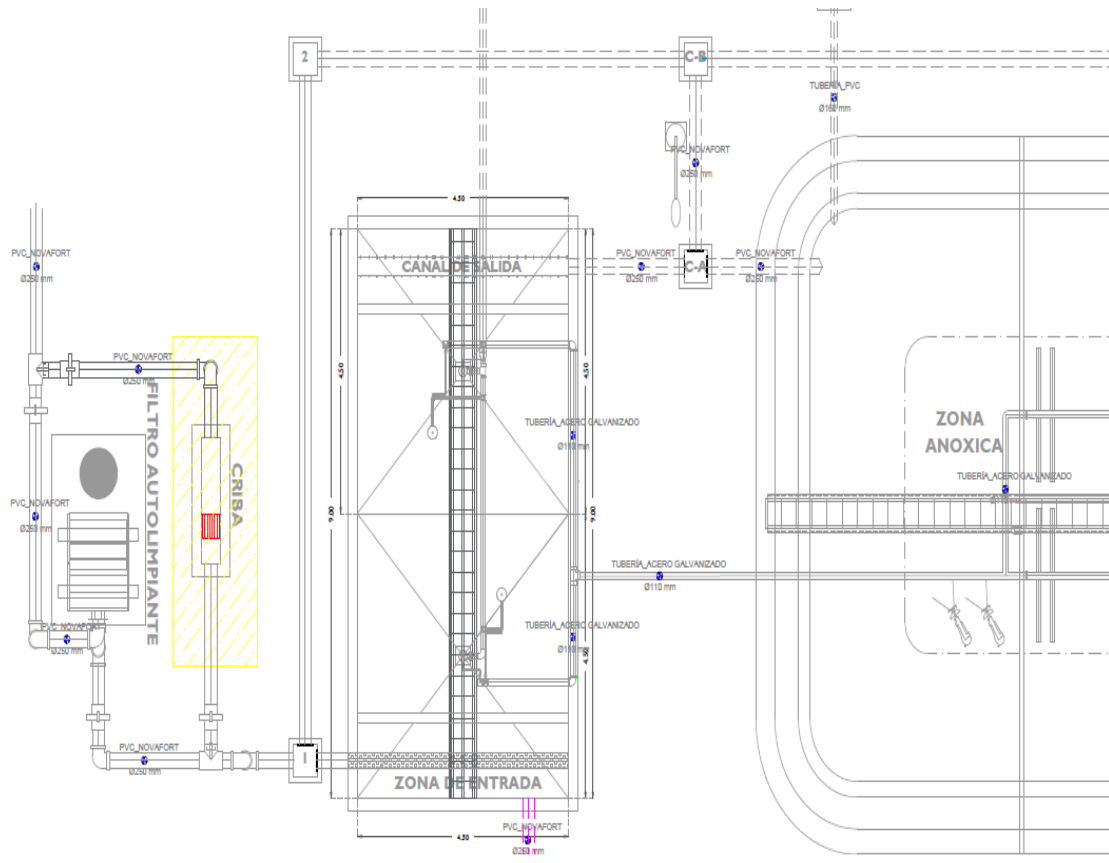 2
C-B
TUBERÍA_PVC
Ø160 mm
PVC_NOVAFORT
Ø250 mm
4.50
PVC_NOVAFORT
Ø250 mm
CANAL DE SALIDA
PVC_NOVAFORT
Ø250 mm
C-A
PVC_NOVAFORT
Ø250 mm
PVC_NOVAFORT
Ø250 mm
4.50
4.50
FILTRO AUTOLIMPIANTE
CRIBA
TUBERÍA_ACERO GALVANIZADO
Ø110 mm
ZONA
ANOXICA
TUBERÍA_ACERO GALVANIZADO
PVC_NOVAFORT
Ø250 mm
9.00
9.00
TUBERÍA_ACERO GALVANIZADO
Ø110 mm
PVC_NOVAFORT
Ø250 mm
TUBERÍA_ACERO GALVANIZADO
Ø110 mm
4.50
PVC_NOVAFORT
Ø250 mm
1
ZONA DE ENTRADA
4.50
PVC_NOVAFORT